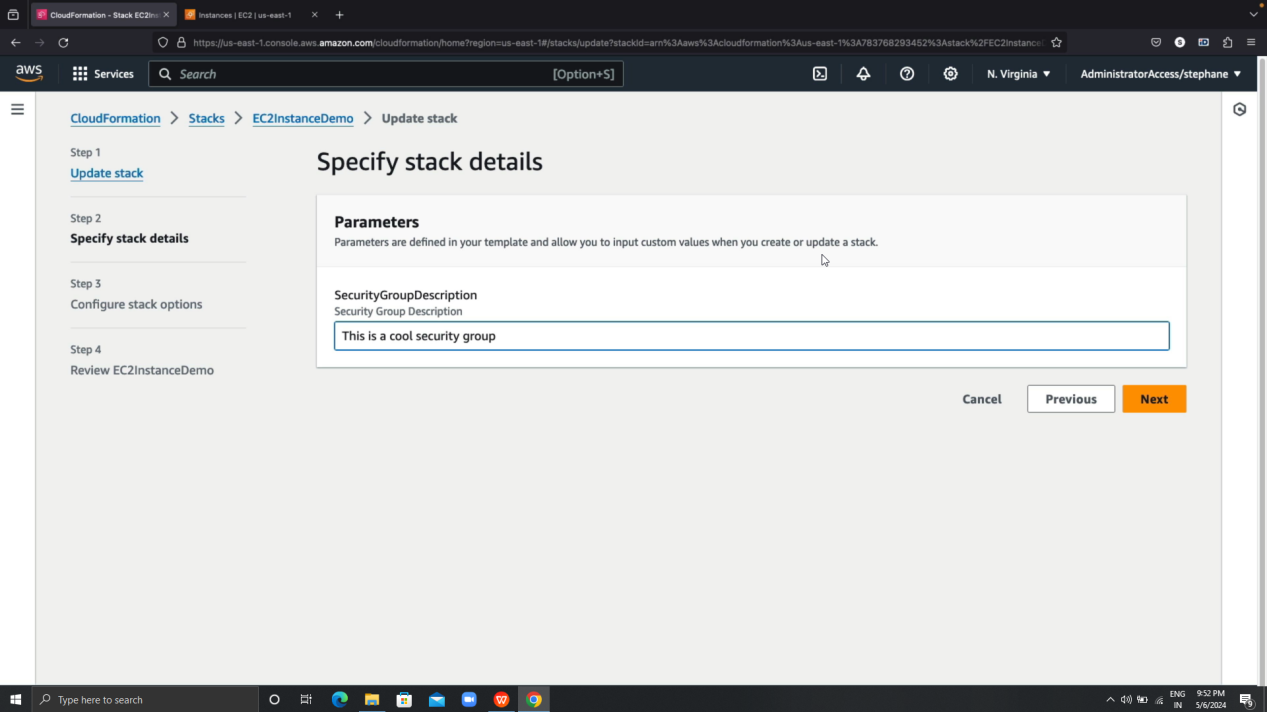 CloudFormation - Stack EC2Ins
Instances | EC2 | us-east-1
https://us-east-1.console.aws.amazon.com/cloudformation/home?region=us-east-1#/stacks/update?stackId=arn%3Aaws%3Acloudformation%3Aus-east-1%3A783768293452%3Astack%2FEC2Instance
aws
Services
Search
[Option+S]
N. Virginia
AdministratorAccess/stephane
CloudFormation
Stacks
EC2InstanceDemo
Update stack
Step 1
Update stack
Step 2
Specify stack details
Step 3
Configure stack options
Step 4
Review EC2InstanceDemo
Specify stack details
Parameters
Parameters are defined in your template and allow you to input custom values when you create or update a stack.
SecurityGroupDescription
Security Group Description
This is a cool security group
Cancel
Previous
Next
Type here to search
ENG
IN
9:52 PM
5/6/2024
9